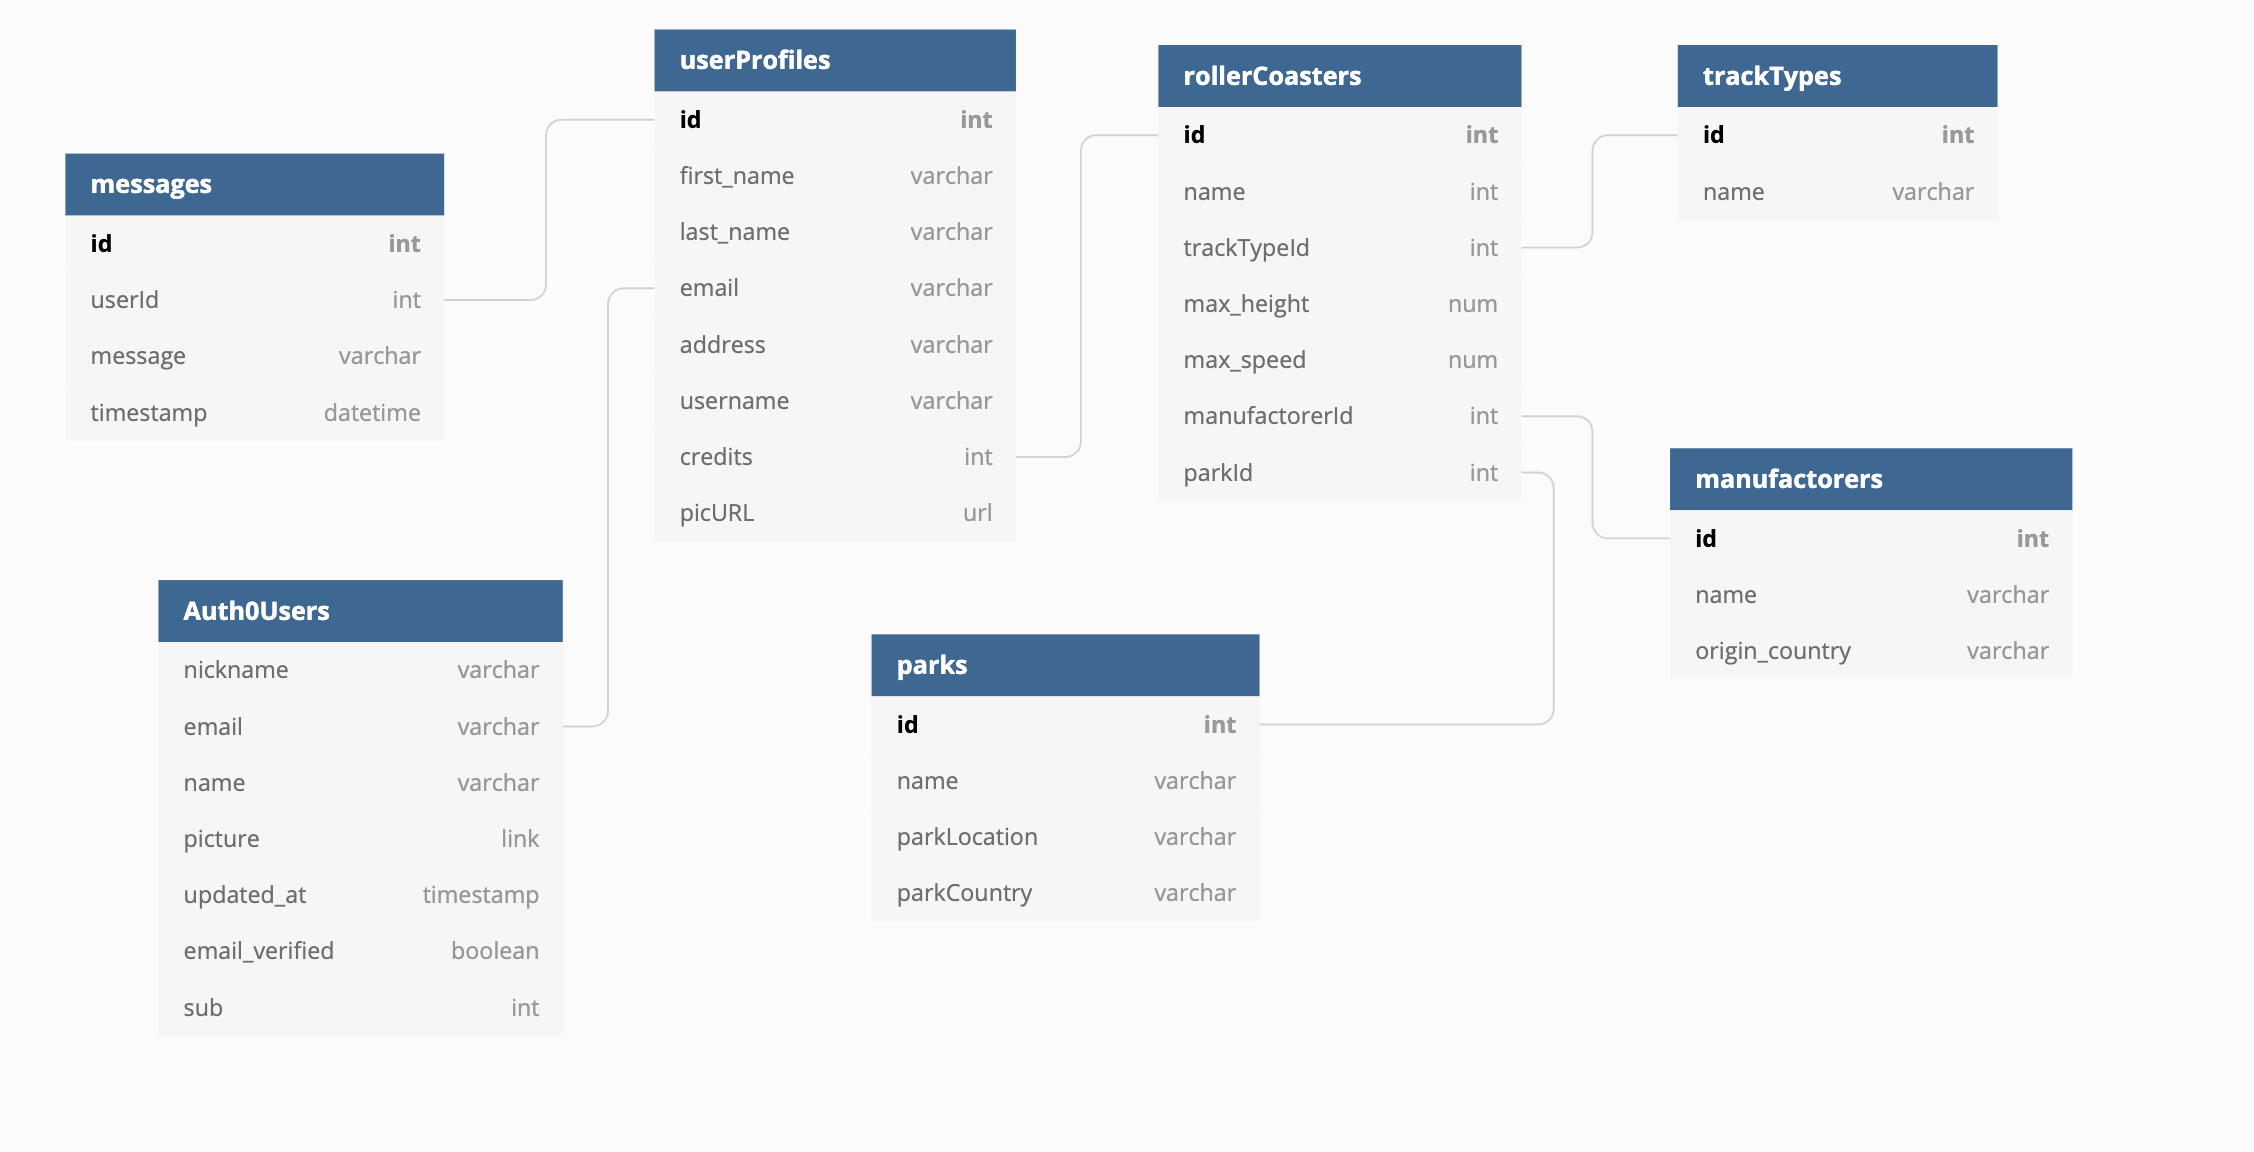 messages
id int
userId int
message varchar
timestamp datetime
userProfiles
id int
first_name varchar
last_name varchar
email varchar
address varchar
username varchar
credits int
picURL url
rollerCoasters
id int
name int
trackTypeId int
max_height num
max_speed num
manufactorerId int
parkId int
trackTypes
id int
name varchar
manufactorers
id int
name varchar
origin_country varchar
Auth0Users
nickname varchar
email varchar
name varchar
picture link
updated_at timestamp
email_verified boolean
sub int
parks
id int
name varchar
parkLocation varchar
parkCountry varchar